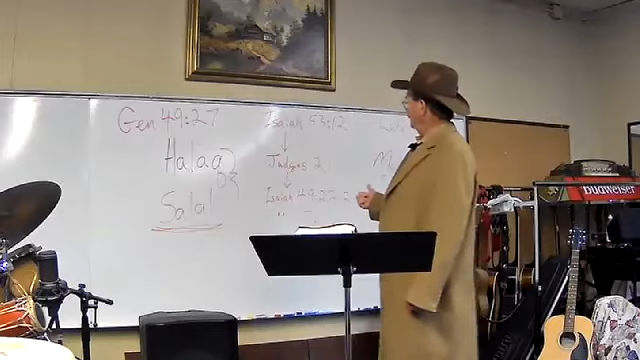 Gen 49:27
Halaq
Salal
Isaiah 53:12
Judges 2
Isaiah 49:22
Budweiser